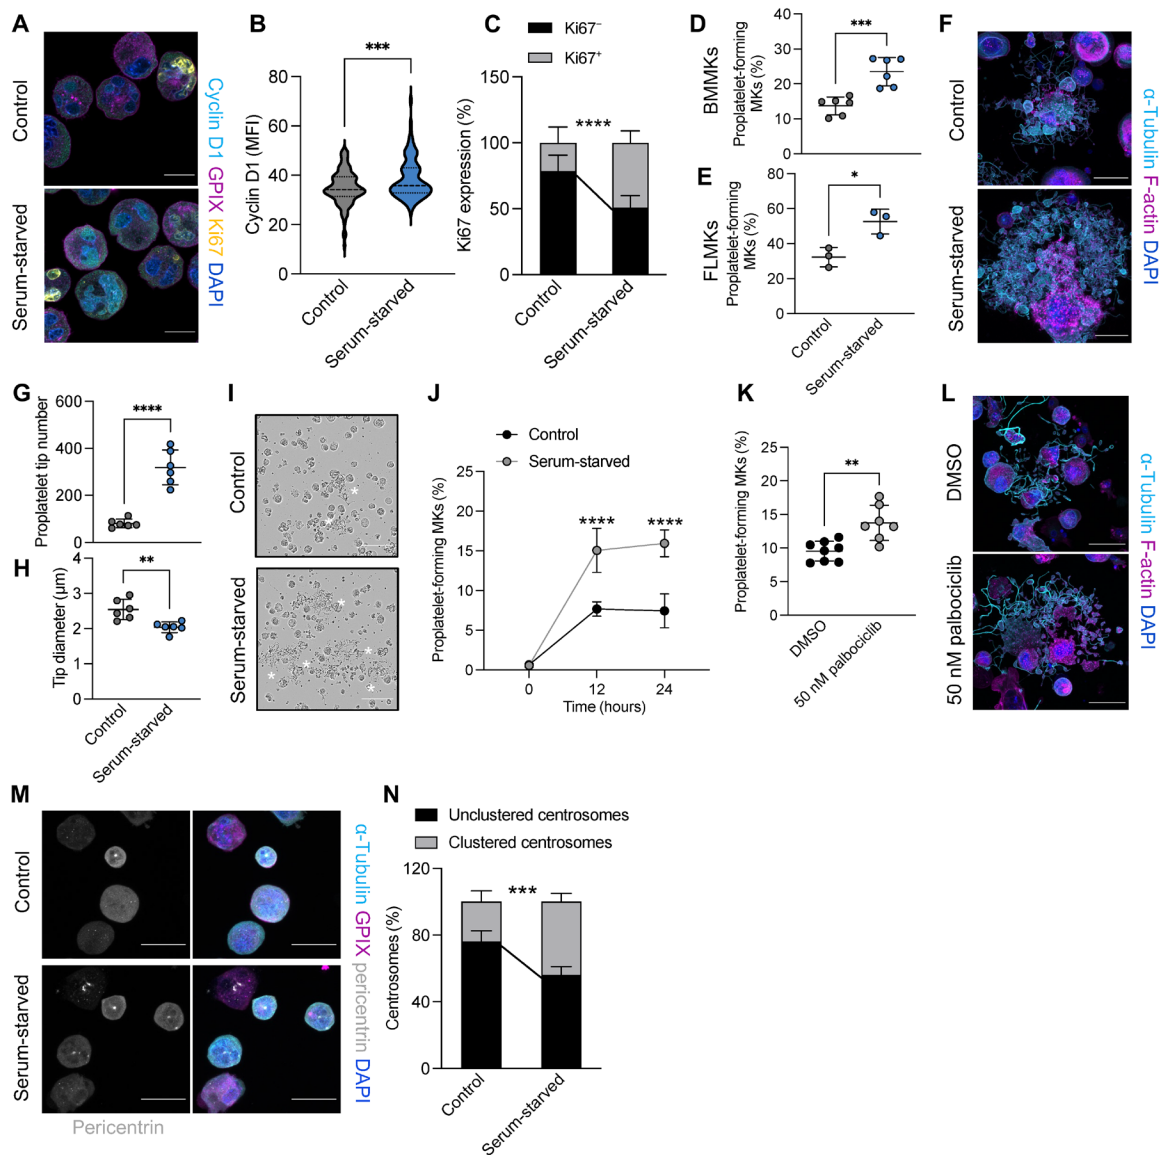 A
Control
Serum-starved
Cyclin D1 GPIX Ki67 DAPI
B
***
Cyclin D1 (MFI)
80
60
40
20
0
Control
Serum-starved
C
Ki67⁻
Ki67⁺
****
Ki67 expression (%)
150
100
50
0
Control
Serum-starved
D
BMMKs
Proplatelet-forming
MKs (%)
***
40
30
20
10
0
E
FLMKs
Proplatelet-forming
MKs (%)
*
80
60
40
20
0
Control
Serum-starved
F
Control
Serum-starved
α-Tubulin F-actin DAPI
G
Proplatelet tip number
****
600
400
200
0
H
Tip diameter (μm)
**
4
3
2
1
0
Control
Serum-starved
I
Control
*
*
Serum-starved
*
*
*
*
*
J
Control
Serum-starved
Proplatelet-forming MKs (%)
25
20
15
10
5
0
****
****
0
12
24
Time (hours)
K
Proplatelet-forming MKs (%)
25
20
15
10
5
0
**
DMSO
50 nM palbociclib
L
DMSO
50 nM palbociclib
α-Tubulin F-actin DAPI
M
Control
Serum-starved
α-Tubulin GPIX pericentrin DAPI
Pericentrin
N
Unclustered centrosomes
Clustered centrosomes
***
Centrosomes (%)
120
80
40
0
Control
Serum-starved